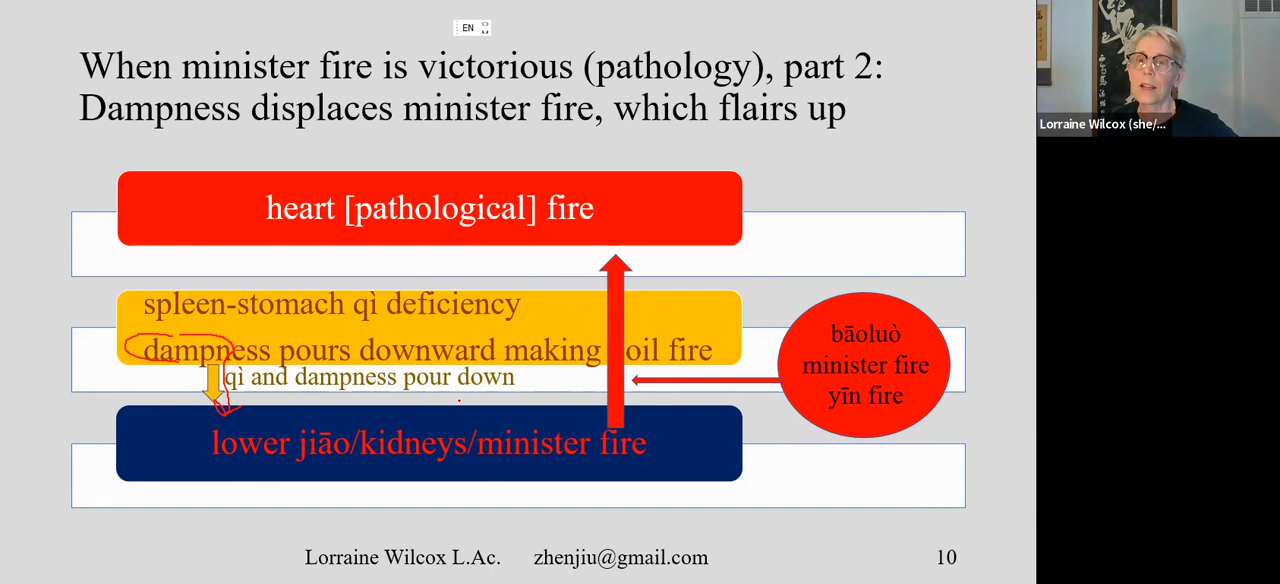 EN
When minister fire is victorious (pathology), part 2:
Dampness displaces minister fire, which flairs up
Lorraine Wilcox (she/...
heart [pathological] fire
spleen-stomach qì deficiency
dampness pours downward making oil fire
qì and dampness pour down
bāoluò
minister fire
yīn fire
lower jiāo/kidneys/minister fire
Lorraine Wilcox L.Ac. zhenjiu@gmail.com 10